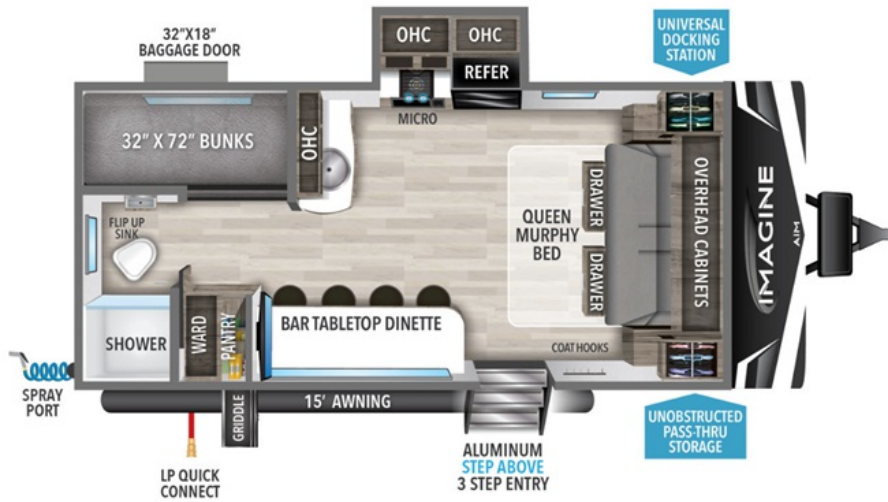 32"X18"
BAGGAGE DOOR
OHC
OHC
REFER
MICRO
UNIVERSAL
DOCKING
STATION
32" X 72" BUNKS
OHC
FLIP UP
SINK
QUEEN
MURPHY
BED
DRAWER
DRAWER
OVERHEAD CABINETS
IMAGINE
AIM
SHOWER
WARD
PANTRY
BAR TABLETOP DINETTE
COAT HOOKS
SPRAY
PORT
GRIDDLE
15' AWNING
LP QUICK
CONNECT
ALUMINUM
STEP ABOVE
3 STEP ENTRY
UNOBSTRUCTED
PASS-THRU
STORAGE